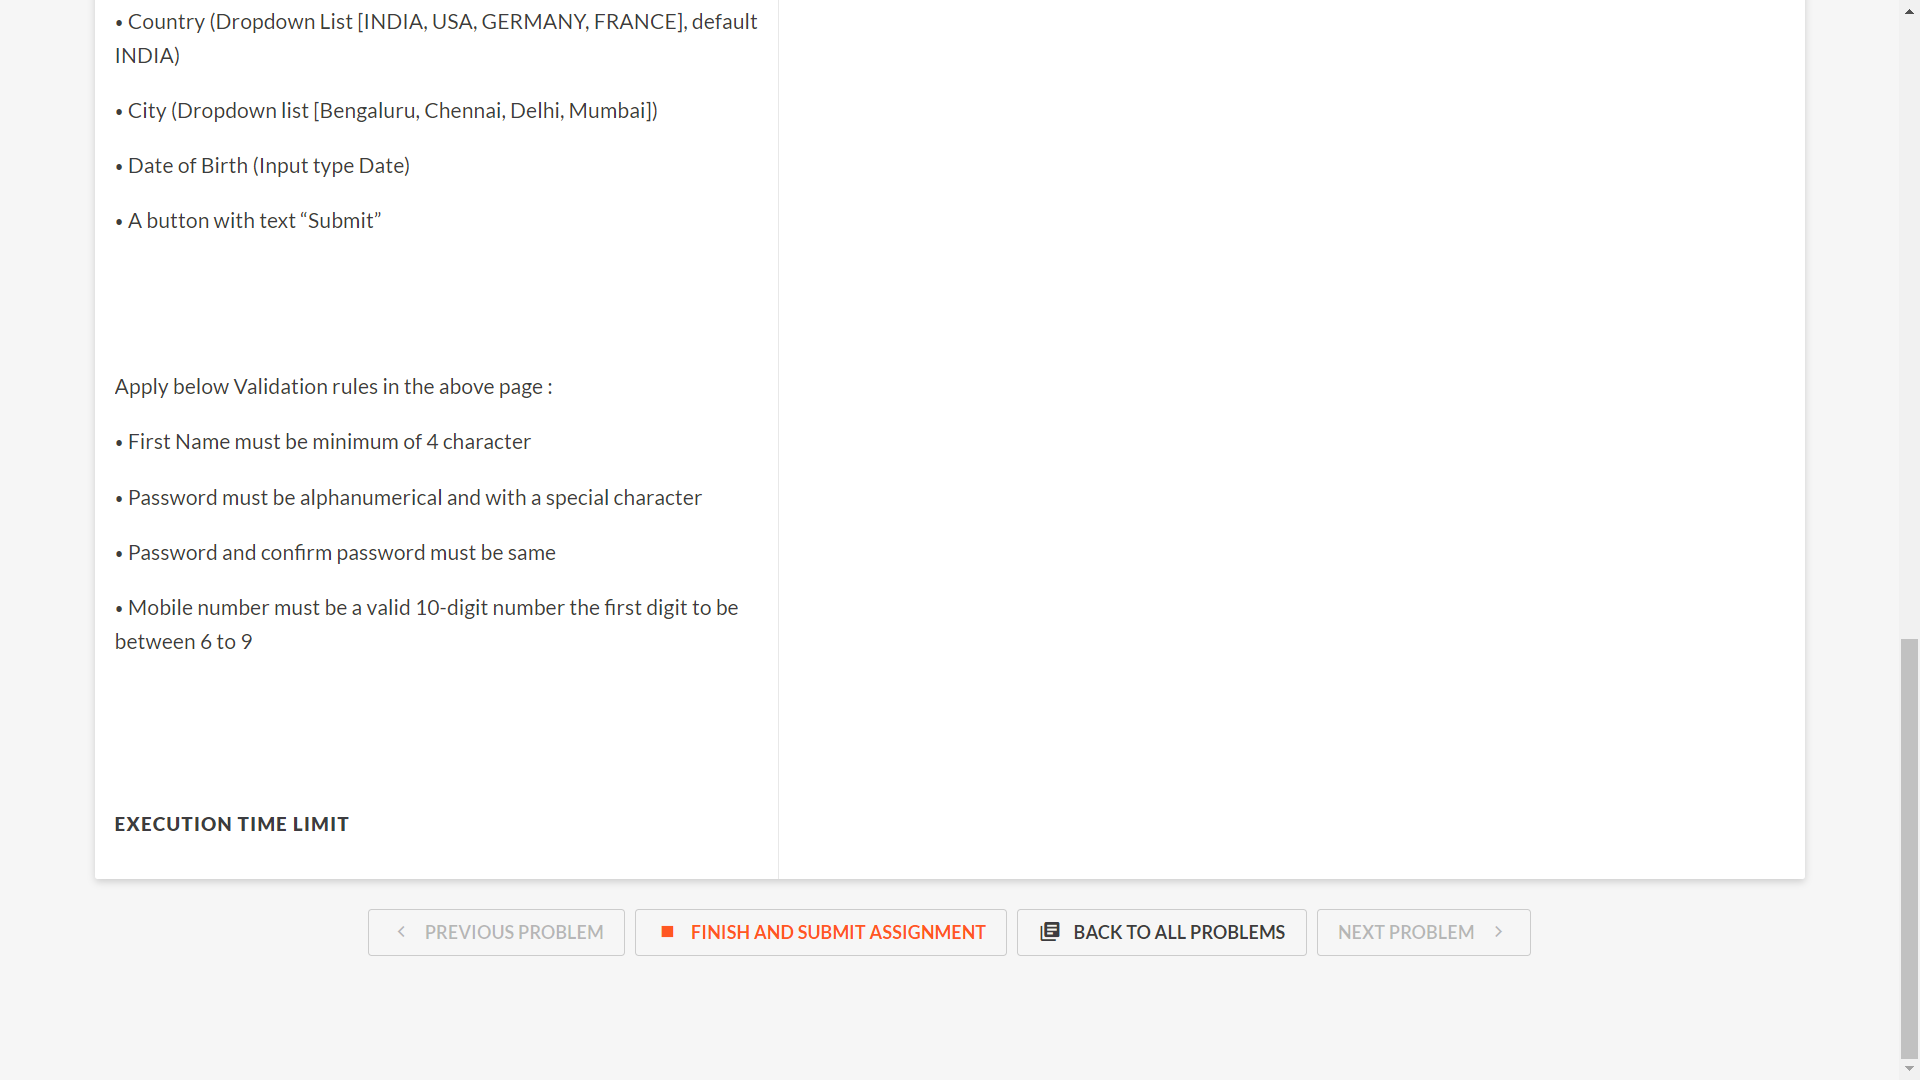 • Country (Dropdown List [INDIA, USA, GERMANY, FRANCE], default
INDIA)
• City (Dropdown list [Bengaluru, Chennai, Delhi, Mumbai])
• Date of Birth (Input type Date)
• A button with text “Submit”
Apply below Validation rules in the above page :
• First Name must be minimum of 4 character
• Password must be alphanumerical and with a special character
• Password and confirm password must be same
• Mobile number must be a valid 10-digit number the first digit to be
between 6 to 9
EXECUTION TIME LIMIT
PREVIOUS PROBLEM
FINISH AND SUBMIT ASSIGNMENT
BACK TO ALL PROBLEMS
NEXT PROBLEM